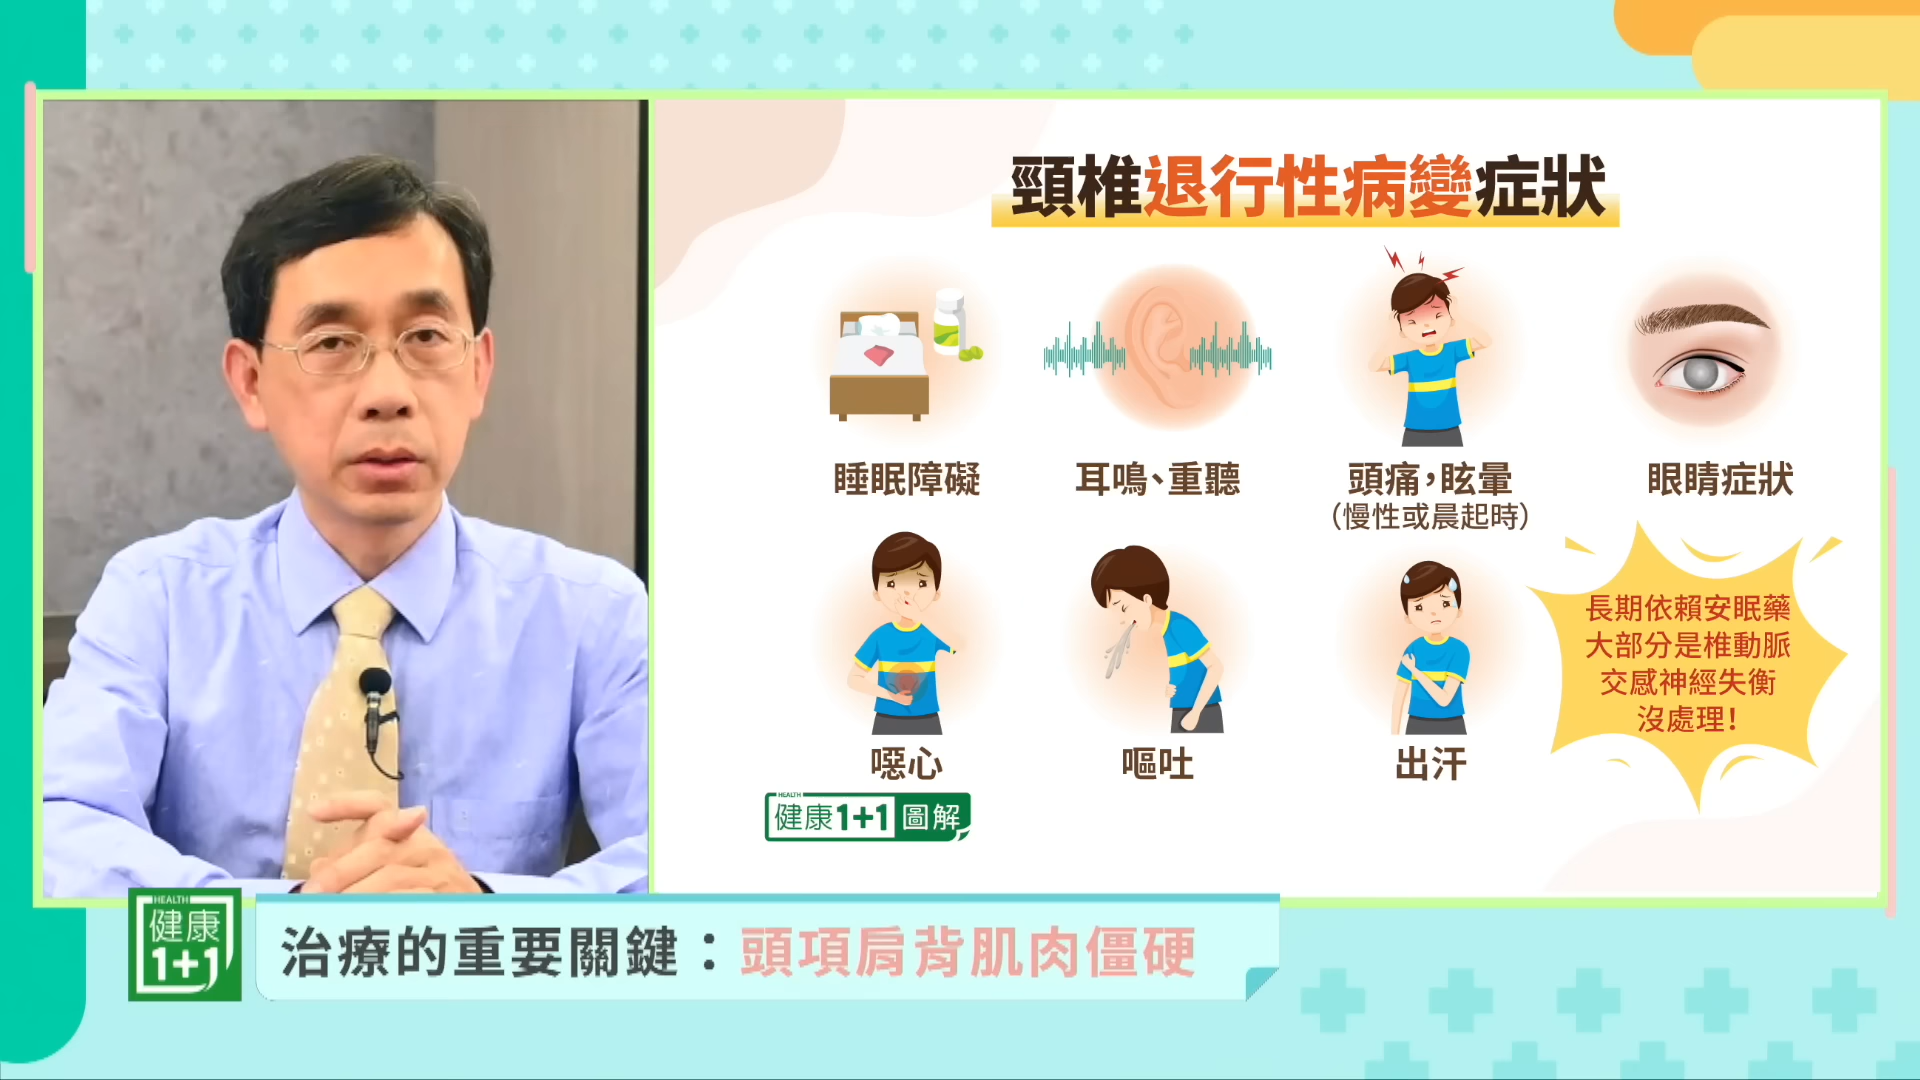 頸椎退行性病變症狀
睡眠障礙
耳鳴、重聽
頭痛，眩暈
（慢性或晨起時）
眼睛症狀
噁心
嘔吐
出汗
長期依賴安眠藥
大部分是椎動脈
交感神經失衡
沒處理！
HEALTH
健康1+1 圖解
HEALTH
健康
1+1
治療的重要關鍵：頭項肩背肌肉僵硬